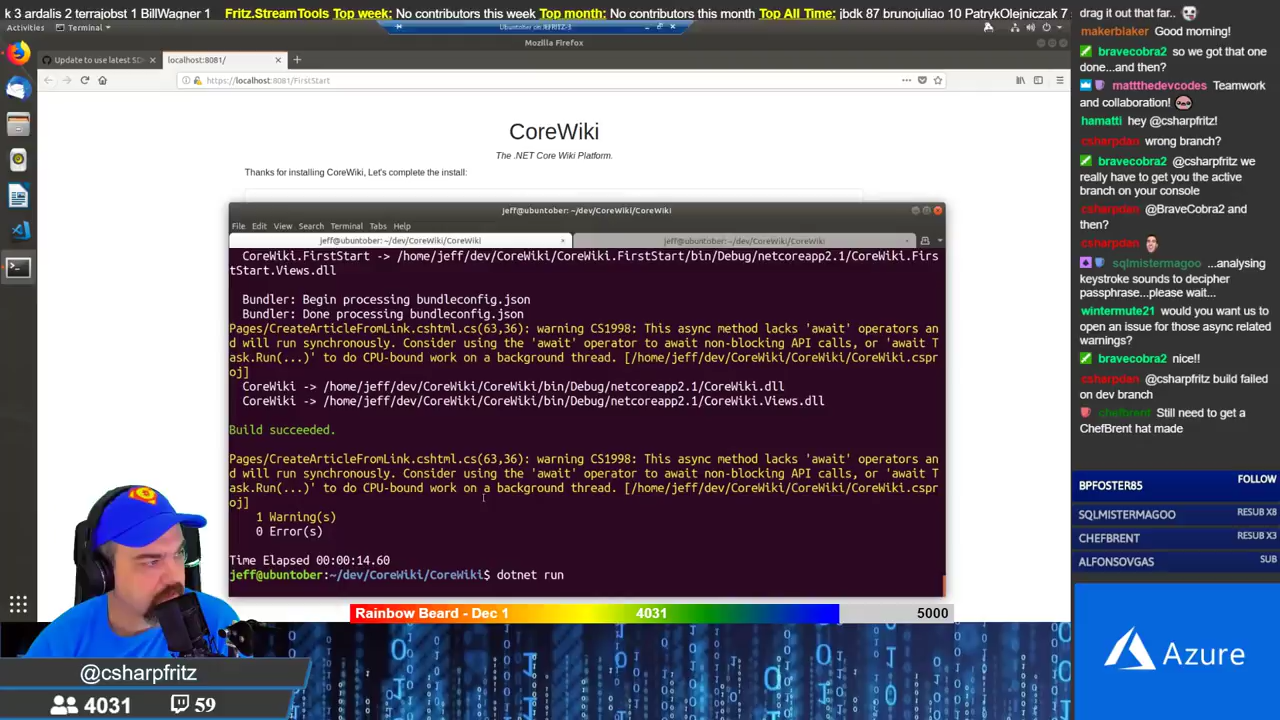 k 3 ardalis 2 terrajobst 1 BillWagner 1 Fritz.StreamTools Top week: No contributors this week Top month: No contributors this month Top All Time: jbdk 87 brunojuliao 10 PatrykOlejniczak 7
Activities Terminal Ubuntober on
Mozilla Firefox
Update to use latest SD
localhost:8081/
https://localhost:8081/FirstStart
CoreWiki
The .NET Core Wiki Platform.
Thanks for installing CoreWiki, Let's complete the install:
jeff@ubuntober: ~/dev/CoreWiki/CoreWiki
File Edit View Search Terminal Tabs Help
jeff@ubuntober: ~/dev/CoreWiki/CoreWiki
jeff@ubuntober: ~/dev/CoreWiki/CoreWiki
CoreWiki.FirstStart -> /home/jeff/dev/CoreWiki/CoreWiki.FirstStart/bin/Debug/netcoreapp2.1/CoreWiki.Firs
tStart.Views.dll
Bundler: Begin processing bundleconfig.json
Bundler: Done processing bundleconfig.json
Pages/CreateArticleFromLink.cshtml.cs(63,36): warning CS1998: This async method lacks 'await' operators an
d will run synchronously. Consider using the 'await' operator to await non-blocking API calls, or 'await T
ask.Run(...)' to do CPU-bound work on a background thread. [/home/jeff/dev/CoreWiki/CoreWiki/CoreWiki.cspr
oj]
CoreWiki -> /home/jeff/dev/CoreWiki/CoreWiki/bin/Debug/netcoreapp2.1/CoreWiki.dll
CoreWiki -> /home/jeff/dev/CoreWiki/CoreWiki/bin/Debug/netcoreapp2.1/CoreWiki.Views.dll
Build succeeded.
Pages/CreateArticleFromLink.cshtml.cs(63,36): warning CS1998: This async method lacks 'await' operators an
d will run synchronously. Consider using the 'await' operator to await non-blocking API calls, or 'await T
ask.Run(...)' to do CPU-bound work on a background thread. [/home/jeff/dev/CoreWiki/CoreWiki/CoreWiki.cspr
oj]
1 Warning(s)
0 Error(s)
Time Elapsed 00:00:14.60
jeff@ubuntober:~/dev/CoreWiki/CoreWiki$ dotnet run
Rainbow Beard - Dec 1 4031 5000
@csharpfritz
4031 59
drag it out that far..
makerblaker Good morning!
bravecobra2 so we got that one
done...and then?
mattthedevcodes Teamwork
and collaboration!
hamatti hey @csharpfritz!
csharpdan wrong branch?
bravecobra2 @csharpfritz we
really have to get you the active
branch on your console
csharpdan @BraveCobra2 and
then?
csharpdan
sqlmistermagoo ...analysing
keystroke sounds to decipher
passphrase...please wait...
wintermute21 would you want us to
open an issue for those async related
warnings?
bravecobra2 nice!!
csharpdan @csharpfritz build failed
on dev branch
chefbrent Still need to get a
ChefBrent hat made
BPFOSTER85 FOLLOW
SQLMISTERMAGOO RESUB X8
CHEFBRENT RESUB X3
ALFONSOVGAS SUB
Azure